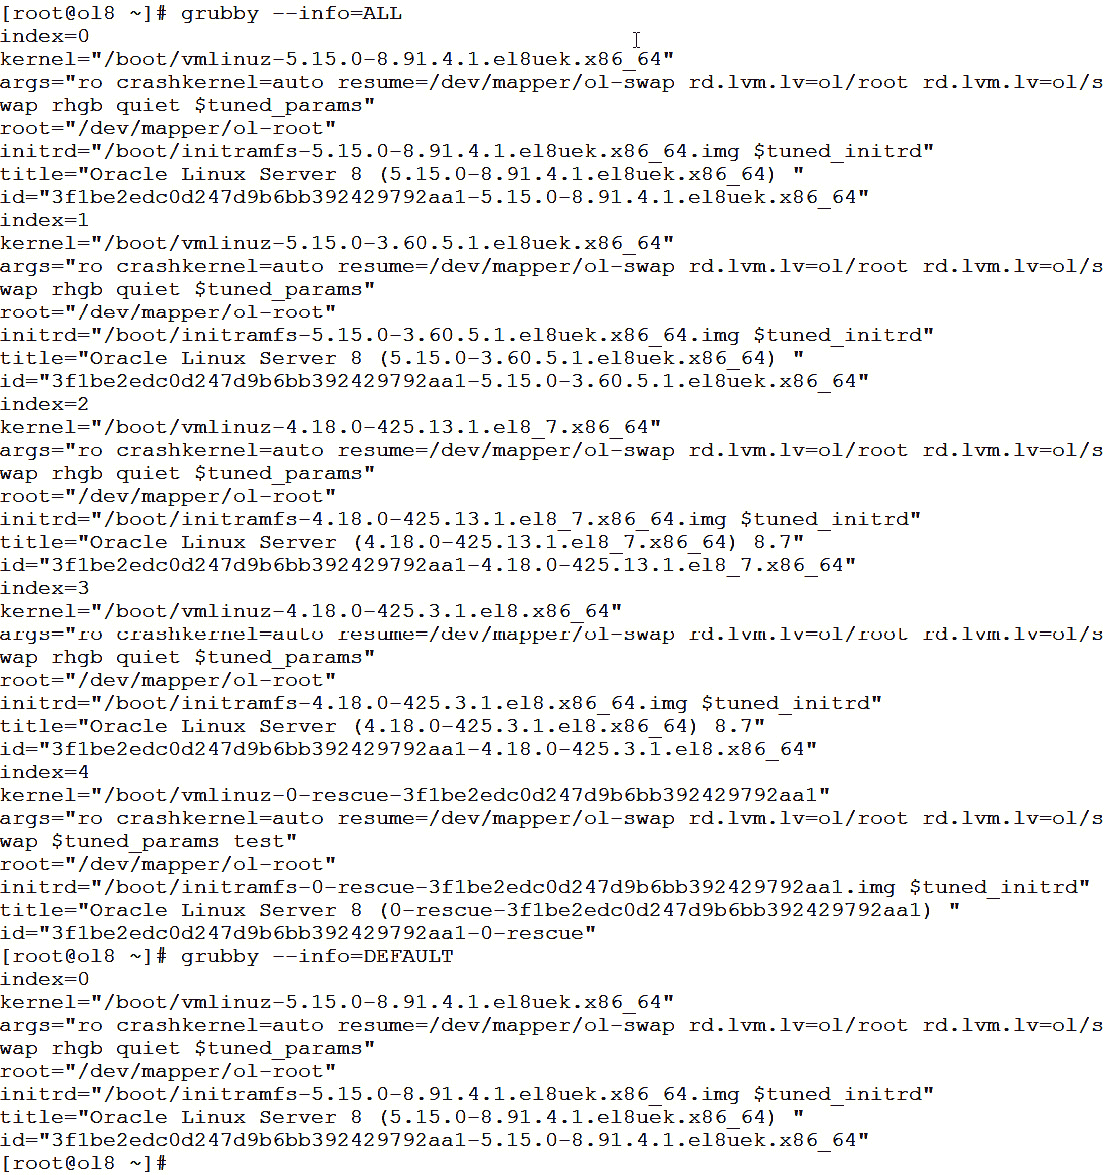 [root@ol8 ~]# grubby --info=ALL
index=0
kernel="/boot/vmlinuz-5.15.0-8.91.4.1.el8uek.x86_64"
args="ro crashkernel=auto resume=/dev/mapper/ol-swap rd.lvm.lv=ol/root rd.lvm.lv=ol/s
wap rhgb quiet $tuned_params"
root="/dev/mapper/ol-root"
initrd="/boot/initramfs-5.15.0-8.91.4.1.el8uek.x86_64.img $tuned_initrd"
title="Oracle Linux Server 8 (5.15.0-8.91.4.1.el8uek.x86_64) "
id="3f1be2edc0d247d9b6bb392429792aa1-5.15.0-8.91.4.1.el8uek.x86_64"
index=1
kernel="/boot/vmlinuz-5.15.0-3.60.5.1.el8uek.x86_64"
args="ro crashkernel=auto resume=/dev/mapper/ol-swap rd.lvm.lv=ol/root rd.lvm.lv=ol/s
wap rhgb quiet $tuned_params"
root="/dev/mapper/ol-root"
initrd="/boot/initramfs-5.15.0-3.60.5.1.el8uek.x86_64.img $tuned_initrd"
title="Oracle Linux Server 8 (5.15.0-3.60.5.1.el8uek.x86_64) "
id="3f1be2edc0d247d9b6bb392429792aa1-5.15.0-3.60.5.1.el8uek.x86_64"
index=2
kernel="/boot/vmlinuz-4.18.0-425.13.1.el8_7.x86_64"
args="ro crashkernel=auto resume=/dev/mapper/ol-swap rd.lvm.lv=ol/root rd.lvm.lv=ol/s
wap rhgb quiet $tuned_params"
root="/dev/mapper/ol-root"
initrd="/boot/initramfs-4.18.0-425.13.1.el8_7.x86_64.img $tuned_initrd"
title="Oracle Linux Server (4.18.0-425.13.1.el8_7.x86_64) 8.7"
id="3f1be2edc0d247d9b6bb392429792aa1-4.18.0-425.13.1.el8_7.x86_64"
index=3
kernel="/boot/vmlinuz-4.18.0-425.3.1.el8.x86_64"
args="ro crashkernel=auto resume=/dev/mapper/ol-swap rd.lvm.lv=ol/root rd.lvm.lv=ol/s
wap rhgb quiet $tuned_params"
root="/dev/mapper/ol-root"
initrd="/boot/initramfs-4.18.0-425.3.1.el8.x86_64.img $tuned_initrd"
title="Oracle Linux Server (4.18.0-425.3.1.el8.x86_64) 8.7"
id="3f1be2edc0d247d9b6bb392429792aa1-4.18.0-425.3.1.el8.x86_64"
index=4
kernel="/boot/vmlinuz-0-rescue-3f1be2edc0d247d9b6bb392429792aa1"
args="ro crashkernel=auto resume=/dev/mapper/ol-swap rd.lvm.lv=ol/root rd.lvm.lv=ol/s
wap $tuned_params test"
root="/dev/mapper/ol-root"
initrd="/boot/initramfs-0-rescue-3f1be2edc0d247d9b6bb392429792aa1.img $tuned_initrd"
title="Oracle Linux Server 8 (0-rescue-3f1be2edc0d247d9b6bb392429792aa1) "
id="3f1be2edc0d247d9b6bb392429792aa1-0-rescue"
[root@ol8 ~]# grubby --info=DEFAULT
index=0
kernel="/boot/vmlinuz-5.15.0-8.91.4.1.el8uek.x86_64"
args="ro crashkernel=auto resume=/dev/mapper/ol-swap rd.lvm.lv=ol/root rd.lvm.lv=ol/s
wap rhgb quiet $tuned_params"
root="/dev/mapper/ol-root"
initrd="/boot/initramfs-5.15.0-8.91.4.1.el8uek.x86_64.img $tuned_initrd"
title="Oracle Linux Server 8 (5.15.0-8.91.4.1.el8uek.x86_64) "
id="3f1be2edc0d247d9b6bb392429792aa1-5.15.0-8.91.4.1.el8uek.x86_64"
[root@ol8 ~]#